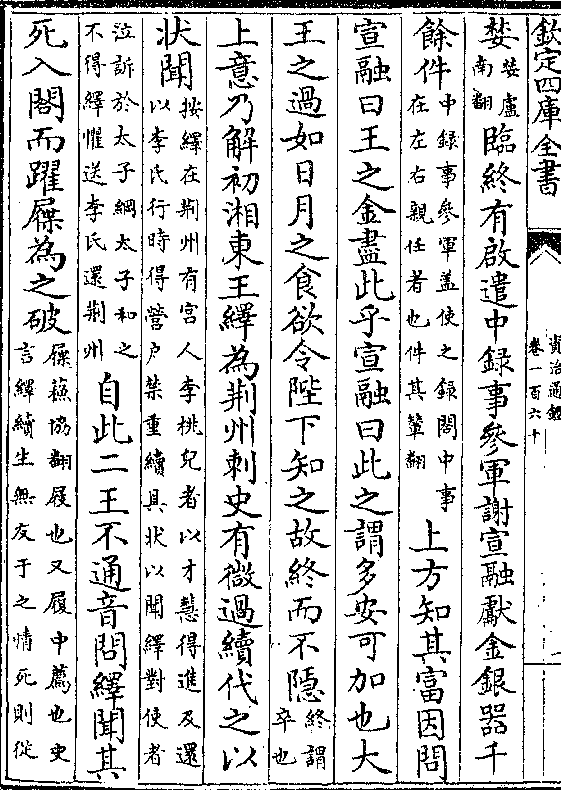 欽定四庫全書
資治通鑑
卷一百六十
婪婪盧南翻臨終有啟遣中録事參軍謝宣融獻金銀器千
餘件中録事參軍盖使之録閤中事在左右親任者也件其輦翻上方知其富因問
宣融曰王之金盡此乎宣融曰此之謂多安可加也大
王之過如日月之食欲令陛下知之故終而不隱終謂卒也
上意乃解初湘東王繹為荆州刺史有微過續代之以
狀聞按繹在荆州有宫人李桃兒者以才慧得進及還以李氏行時得營户禁重續具狀以聞繹對使者
泣訴於太子綱太子和之不得繹懼送李氏還荆州自此二王不通音問繹聞其
死入閤而躍屧為之破屧蘓協翻屐也又履中薦也史言繹續生無友于之情死則從